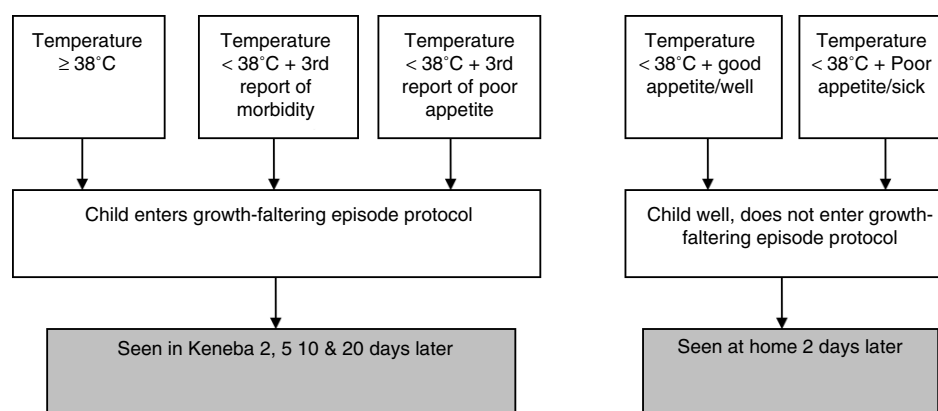 Temperature
≥ 38˚C
Temperature
< 38˚C + 3rd
report of
morbidity
Temperature
< 38˚C + 3rd
report of poor
appetite
Temperature
< 38˚C + good
appetite/well
Temperature
< 38˚C + Poor
appetite/sick
Child enters growth-faltering episode protocol
Child well, does not enter growth-
faltering episode protocol
Seen in Keneba 2, 5 10 & 20 days later
Seen at home 2 days later